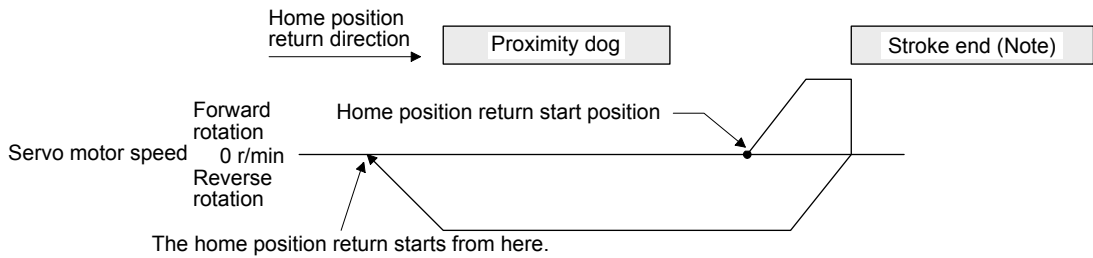 Home position
return direction
Proximity dog
Stroke end (Note)
Home position return start position
Forward
rotation
Servo motor speed 0 r/min
Reverse
rotation
The home position return starts from here.